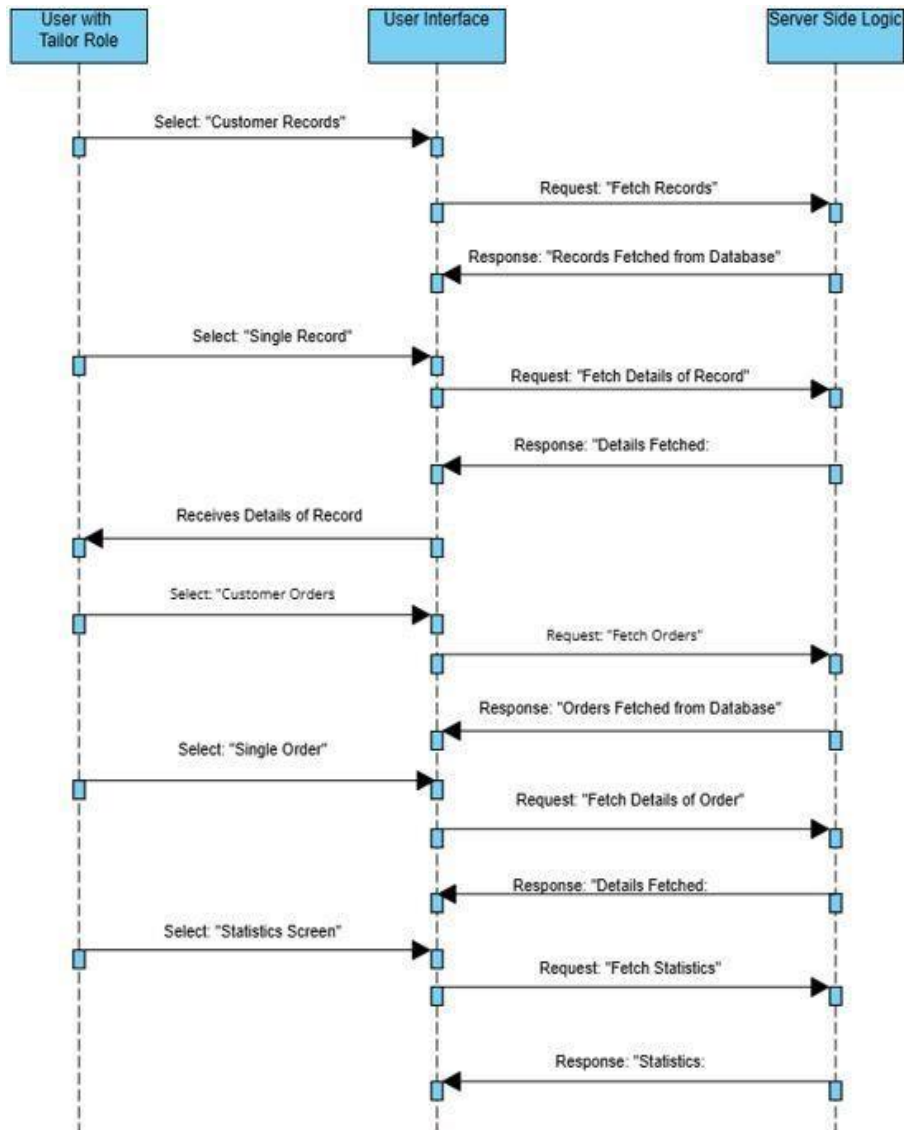 User with
Tailor Role
User Interface
Server Side Logic
Select: "Customer Records"
Request: "Fetch Records"
Response: "Records Fetched from Database"
Select: "Single Record"
Request: "Fetch Details of Record"
Response: "Details Fetched:
Receives Details of Record
Select: "Customer Orders
Request: "Fetch Orders"
Response: "Orders Fetched from Database"
Select: "Single Order"
Request: "Fetch Details of Order"
Response: "Details Fetched:
Select: "Statistics Screen"
Request: "Fetch Statistics"
Response: "Statistics: